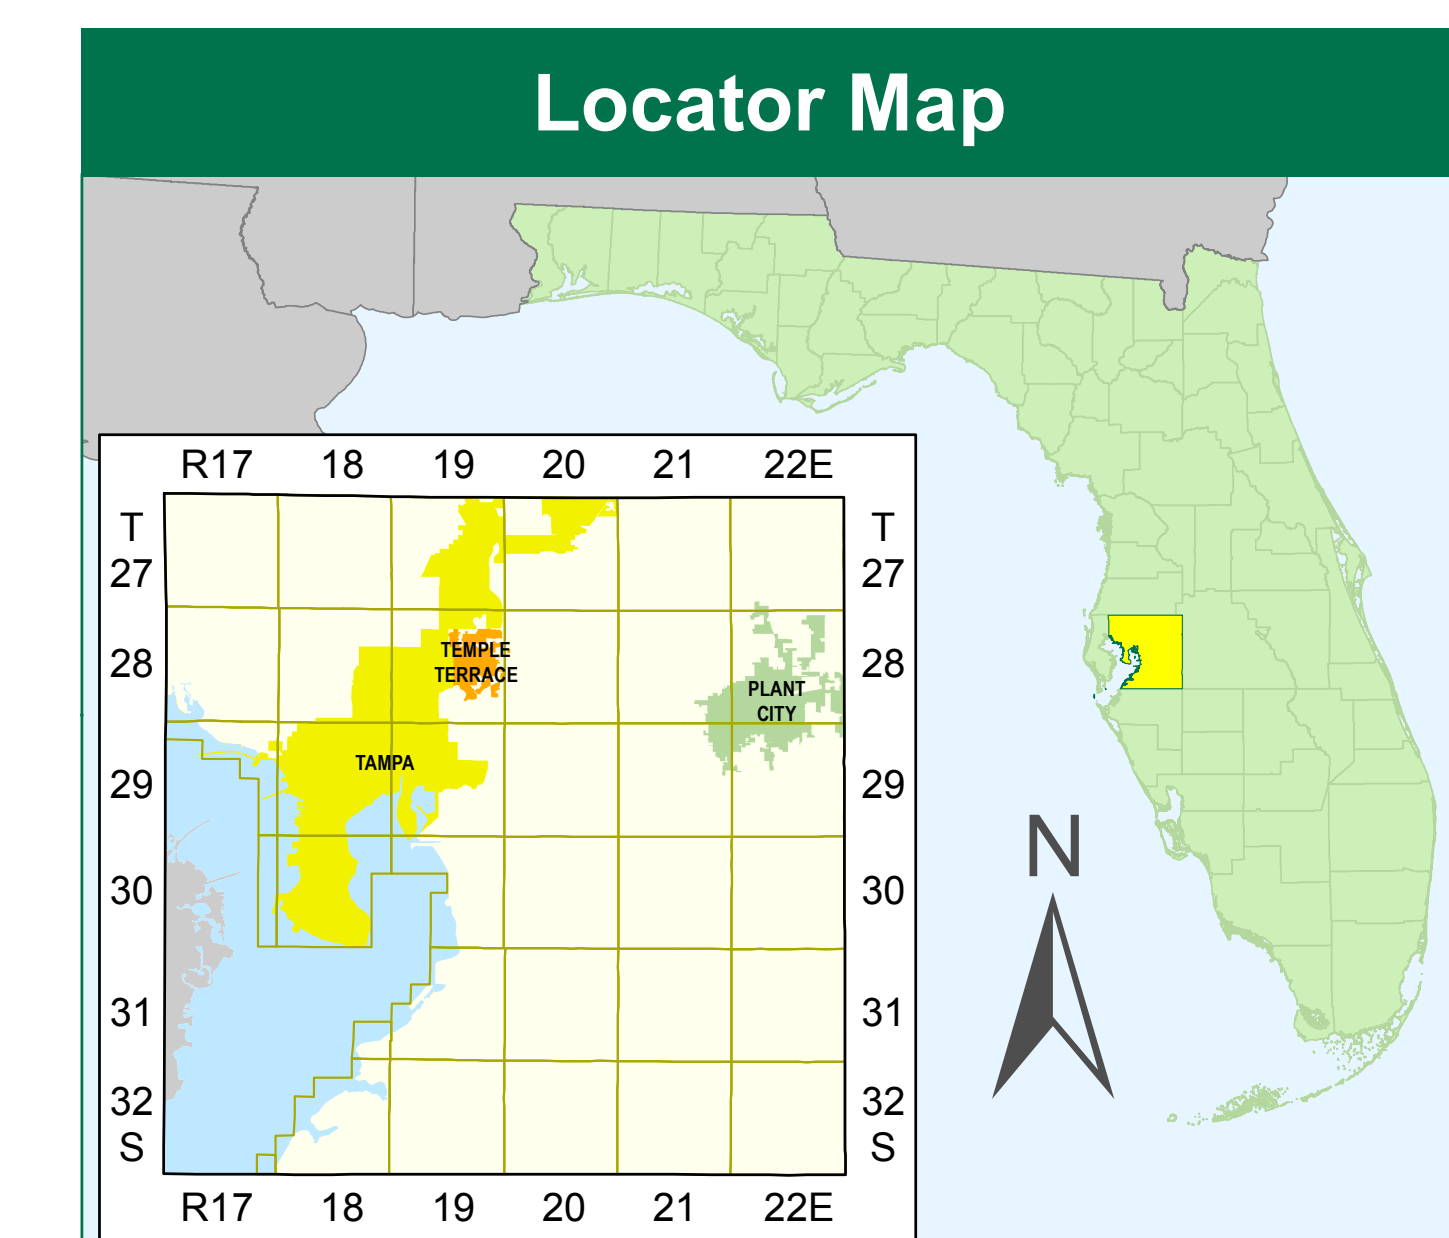 Locator Map
R17 18 19 20 21 22E
T T
27 27
TEMPLE
TERRACE
28 28
PLANT
CITY
TAMPA
29 29
N
30 30
31 31
32 32
S S
R17 18 19 20 21 22E